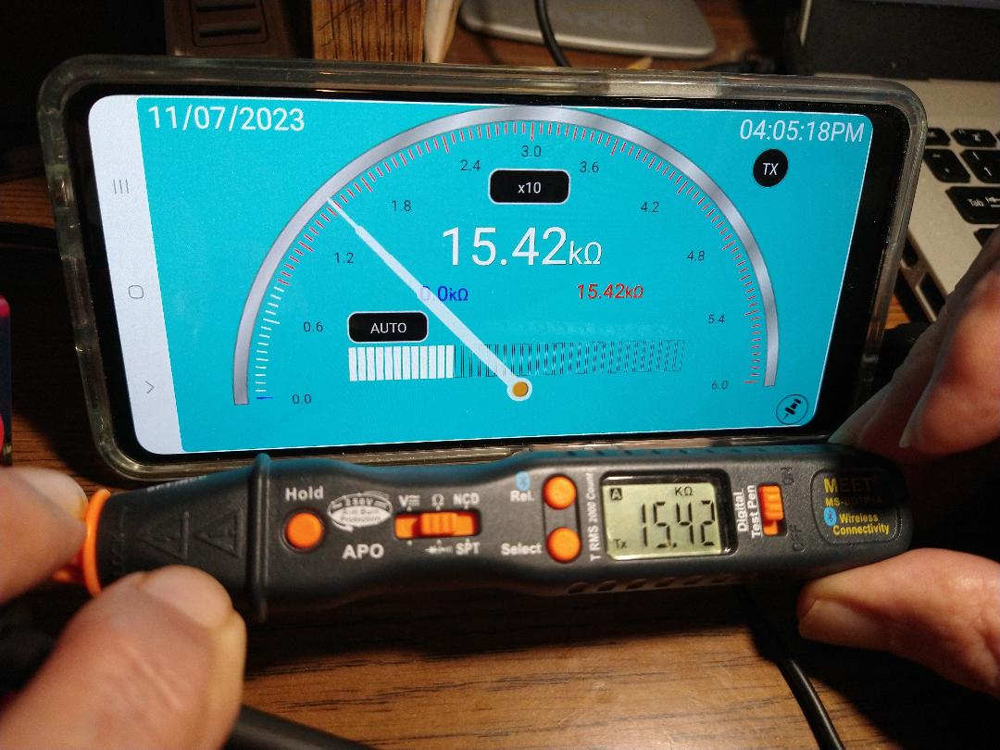 11/07/2023
04:05:18PM
TX
3.0
2.4
3.6
x10
1.8
4.2
15.42kΩ
1.2
4.8
0.0kΩ
15.42kΩ
AUTO
0.6
5.4
0.0
6.0
Hold
APO
V
Ω
NCD
SPT
Rel.
Select
T RMS 2000 Count
A
KΩ
15.42
Tx
Digital
Test Pen
ON
OFF
MEET
Wireless
Connectivity
Tab